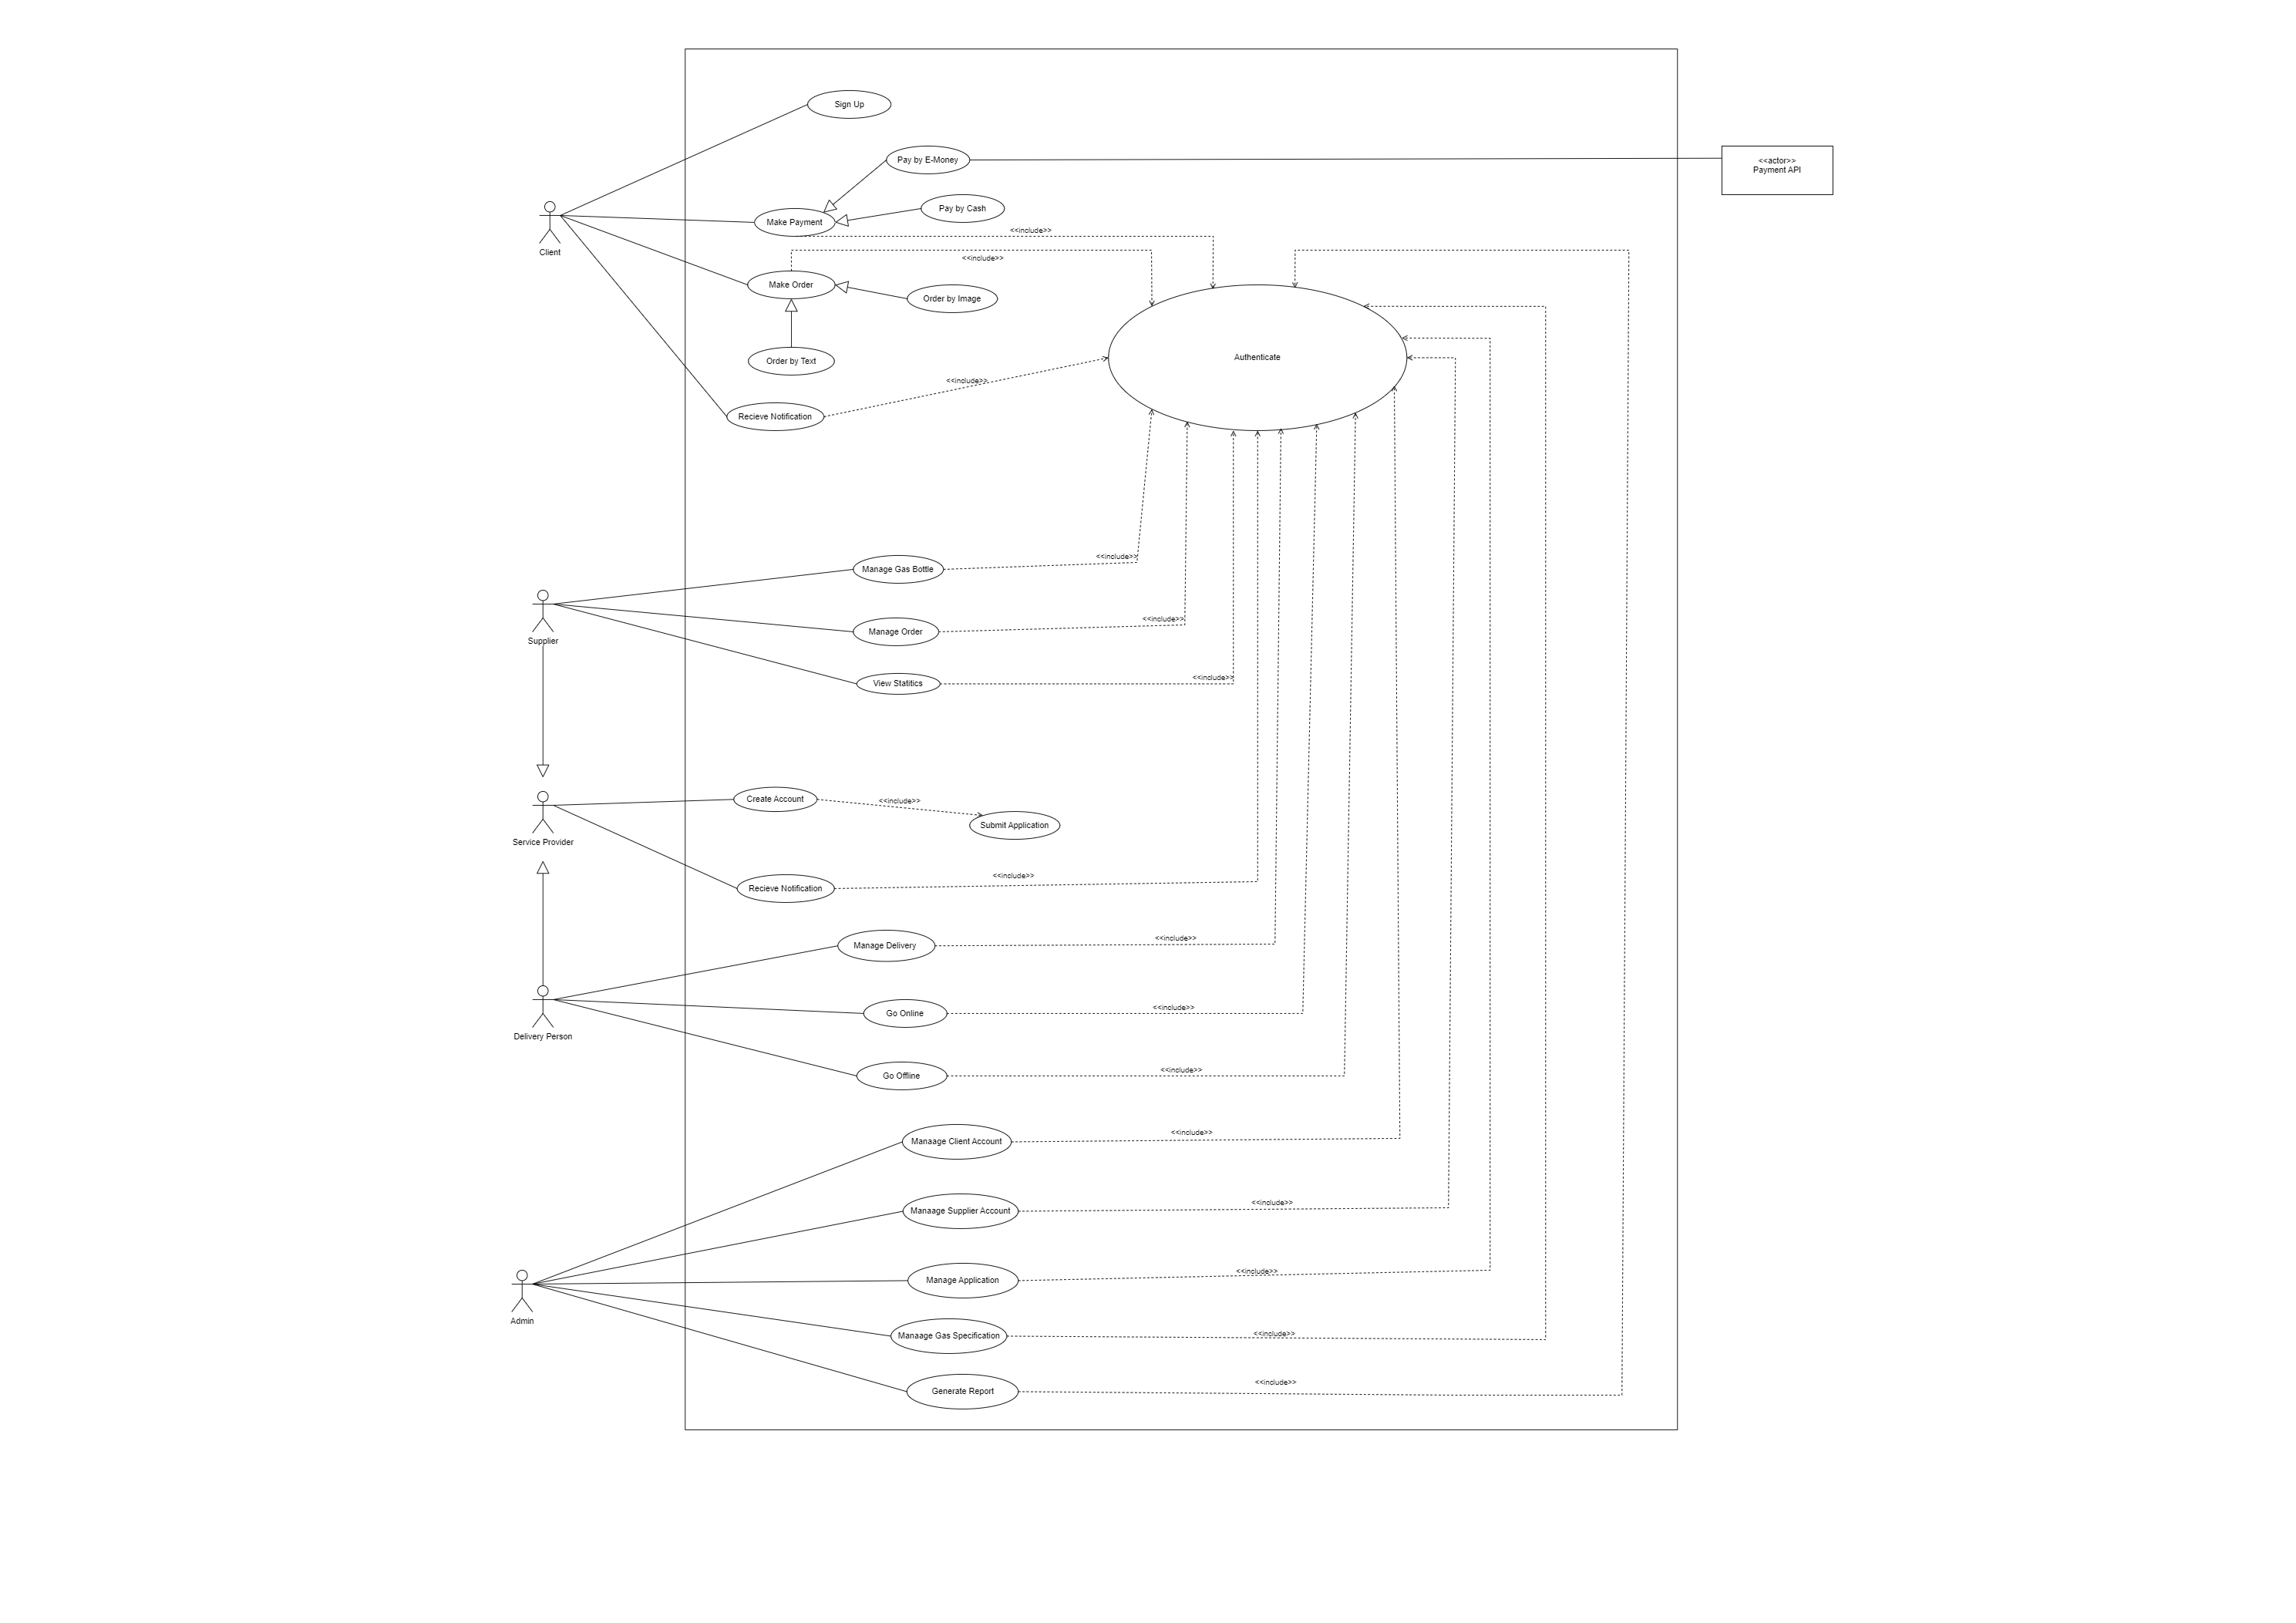 Sign Up
Pay by E-Money
<<actor>>
Payment API
Pay by Cash
Make Payment
<<include>>
Client
<<include>>
Make Order
Order by Image
Authenticate
Order by Text
<<include>>
Recieve Notification
<<include>>
Manage Gas Bottle
<<include>>
Manage Order
Supplier
<<include>>
View Statitics
Create Account
<<include>>
Submit Application
Service Provider
<<include>>
Recieve Notification
<<include>>
Manage Delivery
<<include>>
Go Online
Delivery Person
<<include>>
Go Offline
<<include>>
Manaage Client Account
<<include>>
Manaage Supplier Account
<<include>>
Manage Application
Admin
<<include>>
Manaage Gas Specification
<<include>>
Generate Report